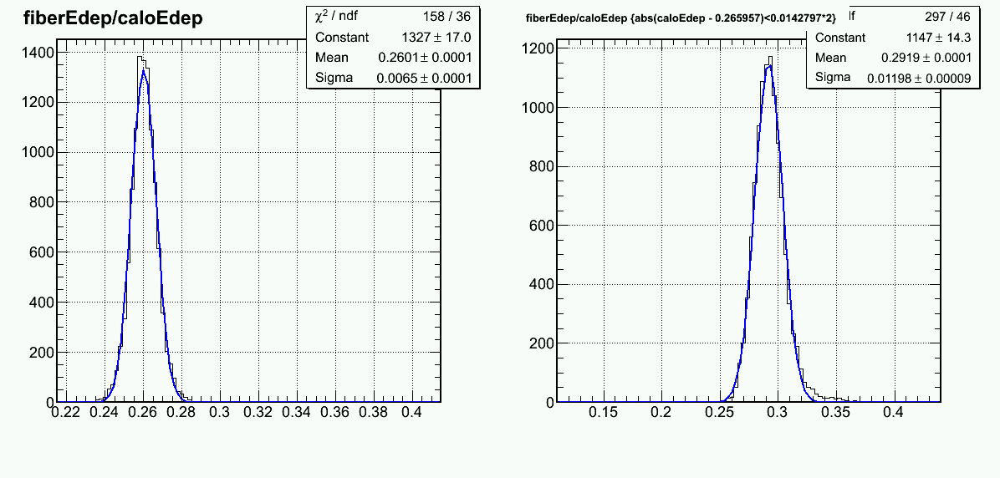 fiberEdep/caloEdep
χ² / ndf 158 / 36
Constant 1327 ± 17.0
Mean 0.2601 ± 0.0001
Sigma 0.0065 ± 0.0001
1400
1200
1000
800
600
400
200
0
0.22 0.24 0.26 0.28 0.3 0.32 0.34 0.36 0.38 0.4
fiberEdep/caloEdep {abs(caloEdep - 0.265957)<0.0142797*2}
297 / 46
Constant 1147 ± 14.3
Mean 0.2919 ± 0.0001
Sigma 0.01198 ± 0.00009
1200
1000
800
600
400
200
0
0.15 0.2 0.25 0.3 0.35 0.4